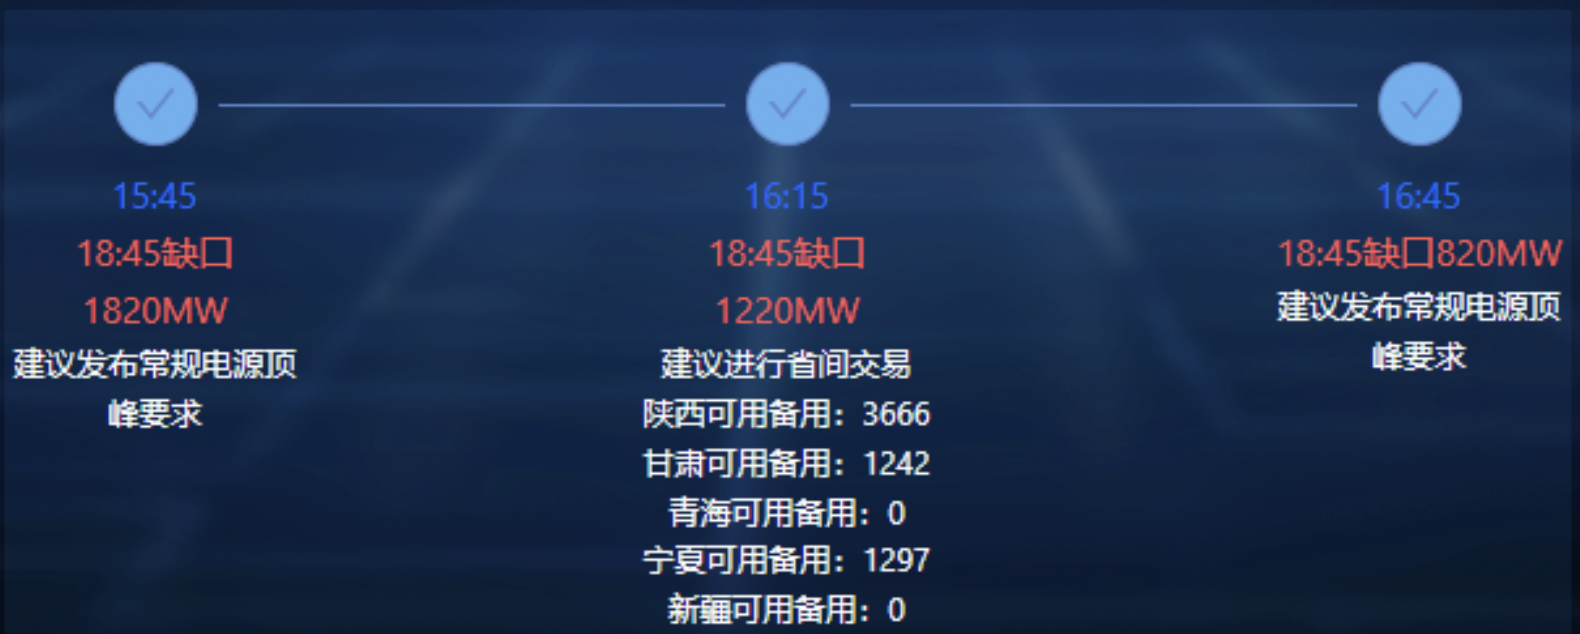 15:45
18:45缺口
1820MW
建议发布常规电源顶
峰要求
16:15
18:45缺口
1220MW
建议进行省间交易
陕西可用备用：3666
甘肃可用备用：1242
青海可用备用：0
宁夏可用备用：1297
新疆可用备用：0
16:45
18:45缺口820MW
建议发布常规电源顶
峰要求